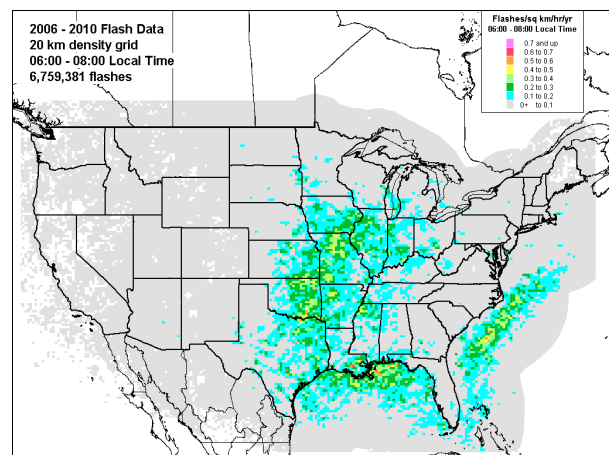 2006 - 2010 Flash Data
20 km density grid
06:00 - 08:00 Local Time
6,759,381 flashes
Flashes/sq km/hr/yr
06:00 - 08:00 Local Time
0.7 and up
0.6 to 0.7
0.5 to 0.6
0.4 to 0.5
0.3 to 0.4
0.2 to 0.3
0.1 to 0.2
0+ to 0.1